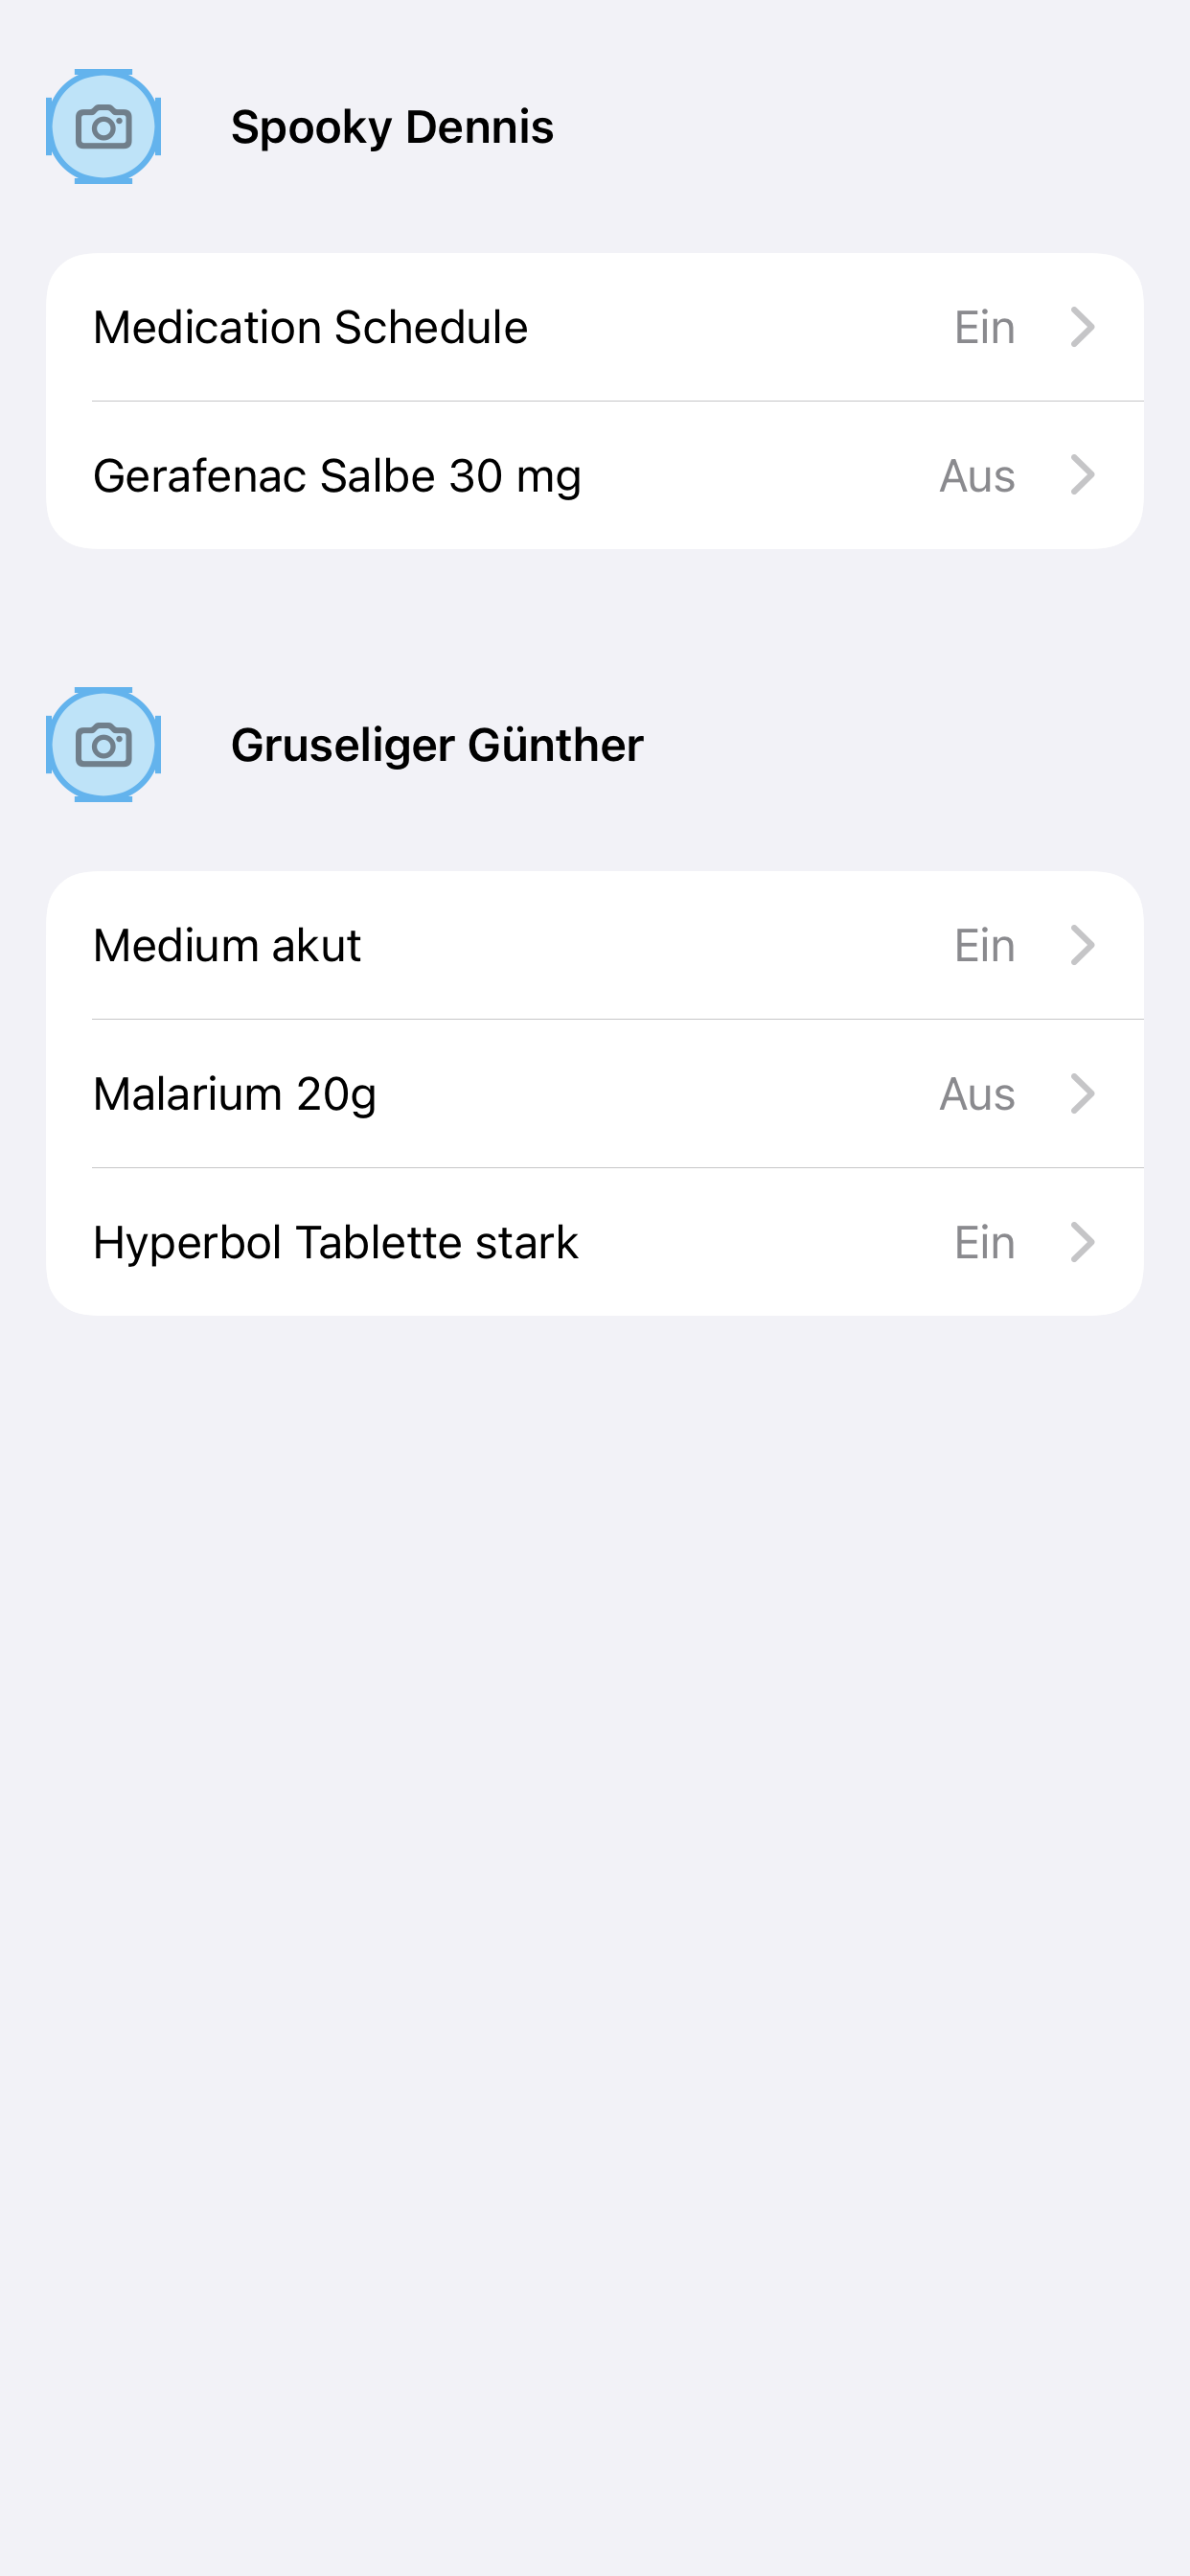 Spooky Dennis
Medication Schedule Ein
Gerafenac Salbe 30 mg Aus
Gruseliger Günther
Medium akut Ein
Malarium 20g Aus
Hyperbol Tablette stark Ein